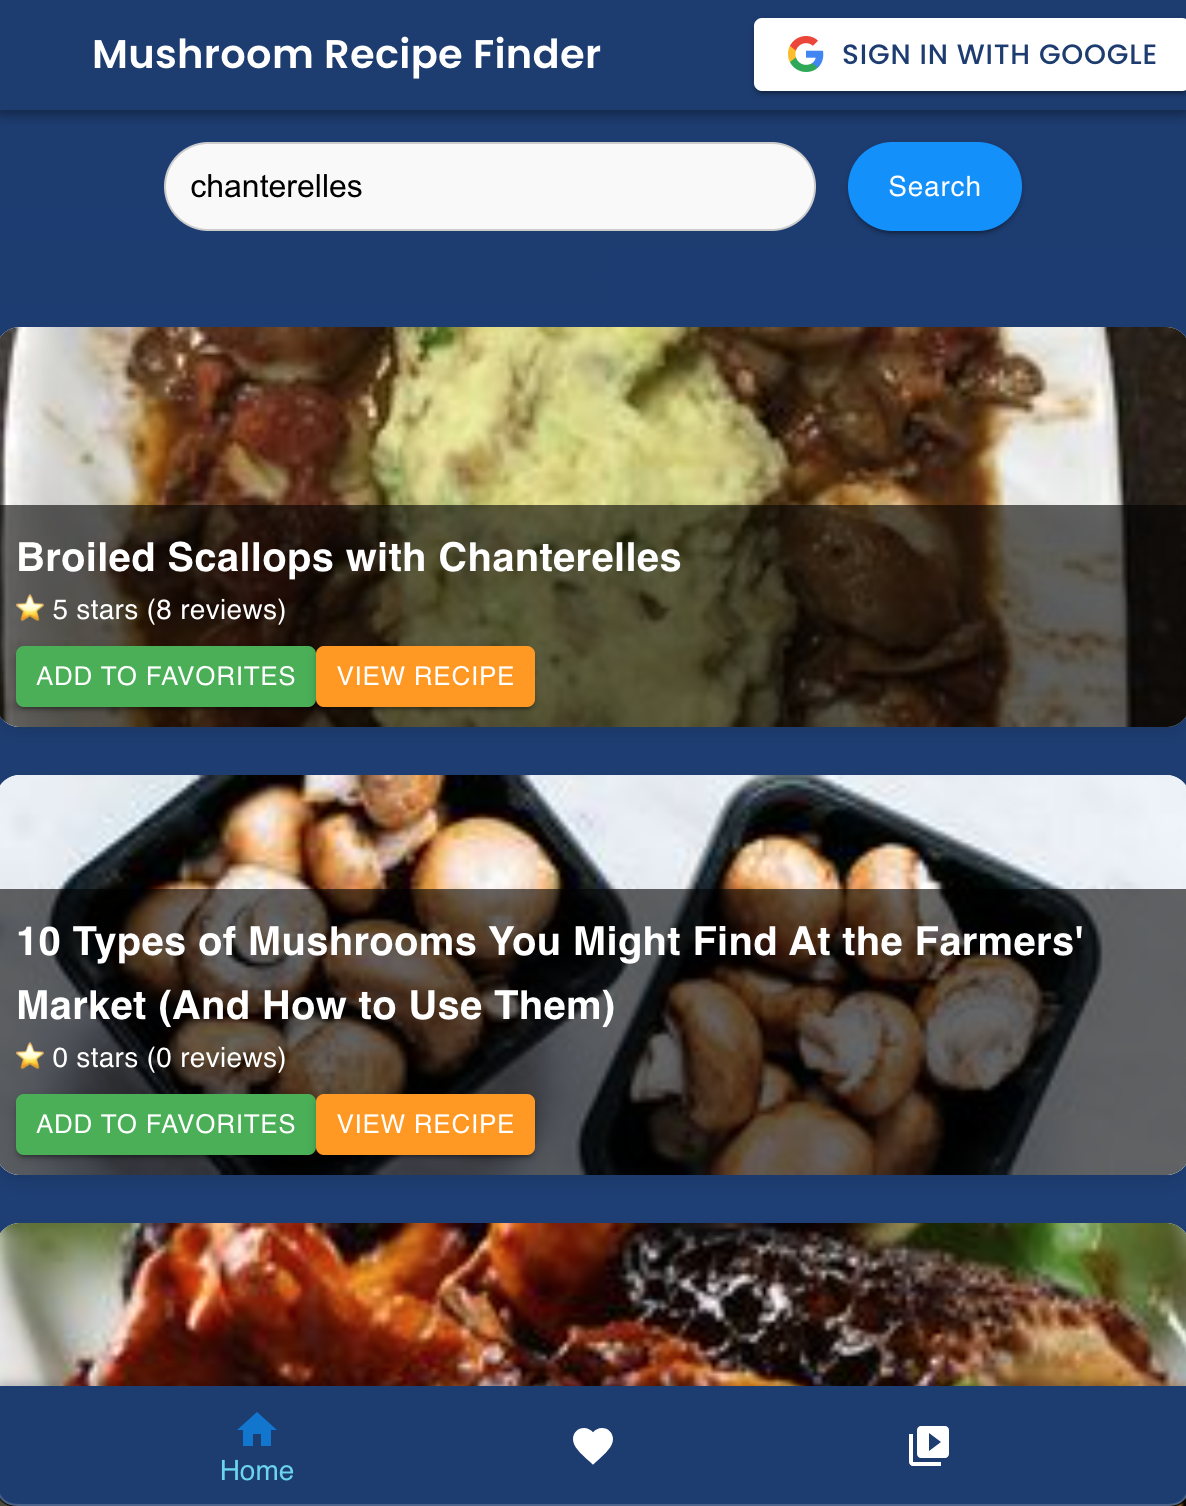 Mushroom Recipe Finder
SIGN IN WITH GOOGLE
chanterelles
Search
Broiled Scallops with Chanterelles
5 stars (8 reviews)
ADD TO FAVORITES
VIEW RECIPE
10 Types of Mushrooms You Might Find At the Farmers'
Market (And How to Use Them)
0 stars (0 reviews)
ADD TO FAVORITES
VIEW RECIPE
Home